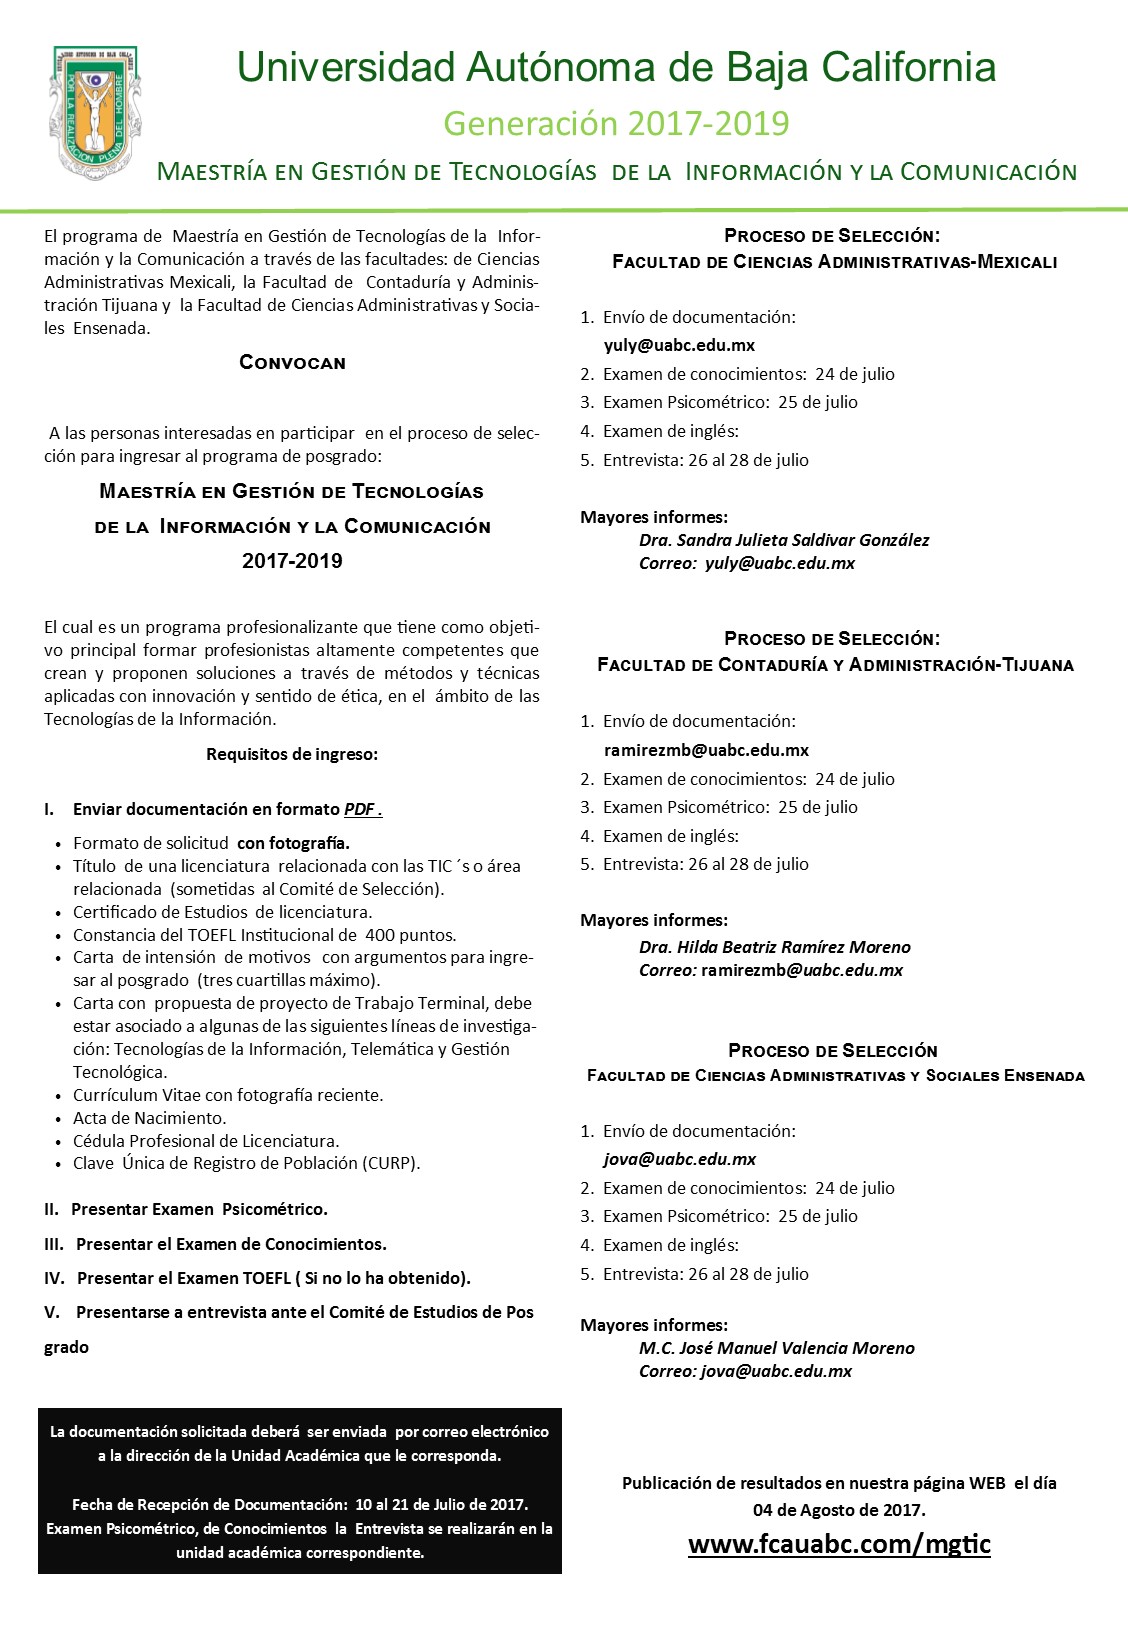 Universidad Autónoma de Baja California
Generación 2017-2019
Maestría en Gestión de Tecnologías de la Información y la Comunicación
POR LA REALIZACIÓN PLENA DEL HOMBRE
El programa de Maestría en Gestión de Tecnologías de la Infor-
mación y la Comunicación a través de las facultades: de Ciencias
Administrativas Mexicali, la Facultad de Contaduría y Adminis-
tración Tijuana y la Facultad de Ciencias Administrativas y Socia-
les Ensenada.
Convocan
A las personas interesadas en participar en el proceso de selec-
ción para ingresar al programa de posgrado:
Maestría en Gestión de Tecnologías
de la Información y la Comunicación
2017-2019
El cual es un programa profesionalizante que tiene como objeti-
vo principal formar profesionistas altamente competentes que
crean y proponen soluciones a través de métodos y técnicas
aplicadas con innovación y sentido de ética, en el ámbito de las
Tecnologías de la Información.
Requisitos de ingreso:
I. Enviar documentación en formato PDF .
• Formato de solicitud con fotografía.
• Título de una licenciatura relacionada con las TIC ´s o área
relacionada (sometidas al Comité de Selección).
• Certificado de Estudios de licenciatura.
• Constancia del TOEFL Institucional de 400 puntos.
• Carta de intensión de motivos con argumentos para ingre-
sar al posgrado (tres cuartillas máximo).
• Carta con propuesta de proyecto de Trabajo Terminal, debe
estar asociado a algunas de las siguientes líneas de investiga-
ción: Tecnologías de la Información, Telemática y Gestión
Tecnológica.
• Currículum Vitae con fotografía reciente.
• Acta de Nacimiento.
• Cédula Profesional de Licenciatura.
• Clave Única de Registro de Población (CURP).
II. Presentar Examen Psicométrico.
III. Presentar el Examen de Conocimientos.
IV. Presentar el Examen TOEFL ( Si no lo ha obtenido).
V. Presentarse a entrevista ante el Comité de Estudios de Pos
grado
La documentación solicitada deberá ser enviada por correo electrónico
a la dirección de la Unidad Académica que le corresponda.
Fecha de Recepción de Documentación: 10 al 21 de Julio de 2017.
Examen Psicométrico, de Conocimientos la Entrevista se realizarán en la
unidad académica correspondiente.
Proceso de Selección:
Facultad de Ciencias Administrativas-Mexicali
1. Envío de documentación:
yuly@uabc.edu.mx
2. Examen de conocimientos: 24 de julio
3. Examen Psicométrico: 25 de julio
4. Examen de inglés:
5. Entrevista: 26 al 28 de julio
Mayores informes:
Dra. Sandra Julieta Saldivar González
Correo: yuly@uabc.edu.mx
Proceso de Selección:
Facultad de Contaduría y Administración-Tijuana
1. Envío de documentación:
ramirezmb@uabc.edu.mx
2. Examen de conocimientos: 24 de julio
3. Examen Psicométrico: 25 de julio
4. Examen de inglés:
5. Entrevista: 26 al 28 de julio
Mayores informes:
Dra. Hilda Beatriz Ramírez Moreno
Correo: ramirezmb@uabc.edu.mx
Proceso de Selección
Facultad de Ciencias Administrativas y Sociales Ensenada
1. Envío de documentación:
jova@uabc.edu.mx
2. Examen de conocimientos: 24 de julio
3. Examen Psicométrico: 25 de julio
4. Examen de inglés:
5. Entrevista: 26 al 28 de julio
Mayores informes:
M.C. José Manuel Valencia Moreno
Correo: jova@uabc.edu.mx
Publicación de resultados en nuestra página WEB el día
04 de Agosto de 2017.
www.fcauabc.com/mgtic